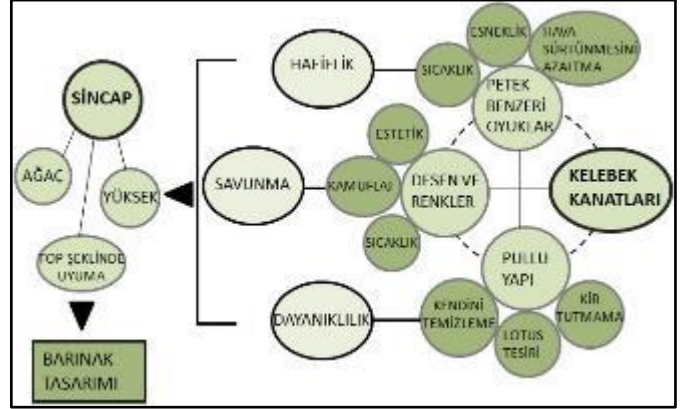 SİNCAP
AĞAÇ
YÜKSEK
TOP ŞEKLİNDE
UYUMA
BARINAK
TASARIMI
HAFİFLİK
SAVUNMA
DAYANIKLILIK
SICAKLIK
ESNEKLİK
HAVA
SÜRTÜNMESİNİ
AZALTMA
PETEK
BENZERİ
OYUKLAR
ESTETİK
KAMUFLAJ
SICAKLIK
DESEN VE
RENKLER
KELEBEK
KANATLARI
PULLU
YAPI
KENDİNİ
TEMİZLEME
LOTUS
TESİRİ
KİR
TUTMAMA